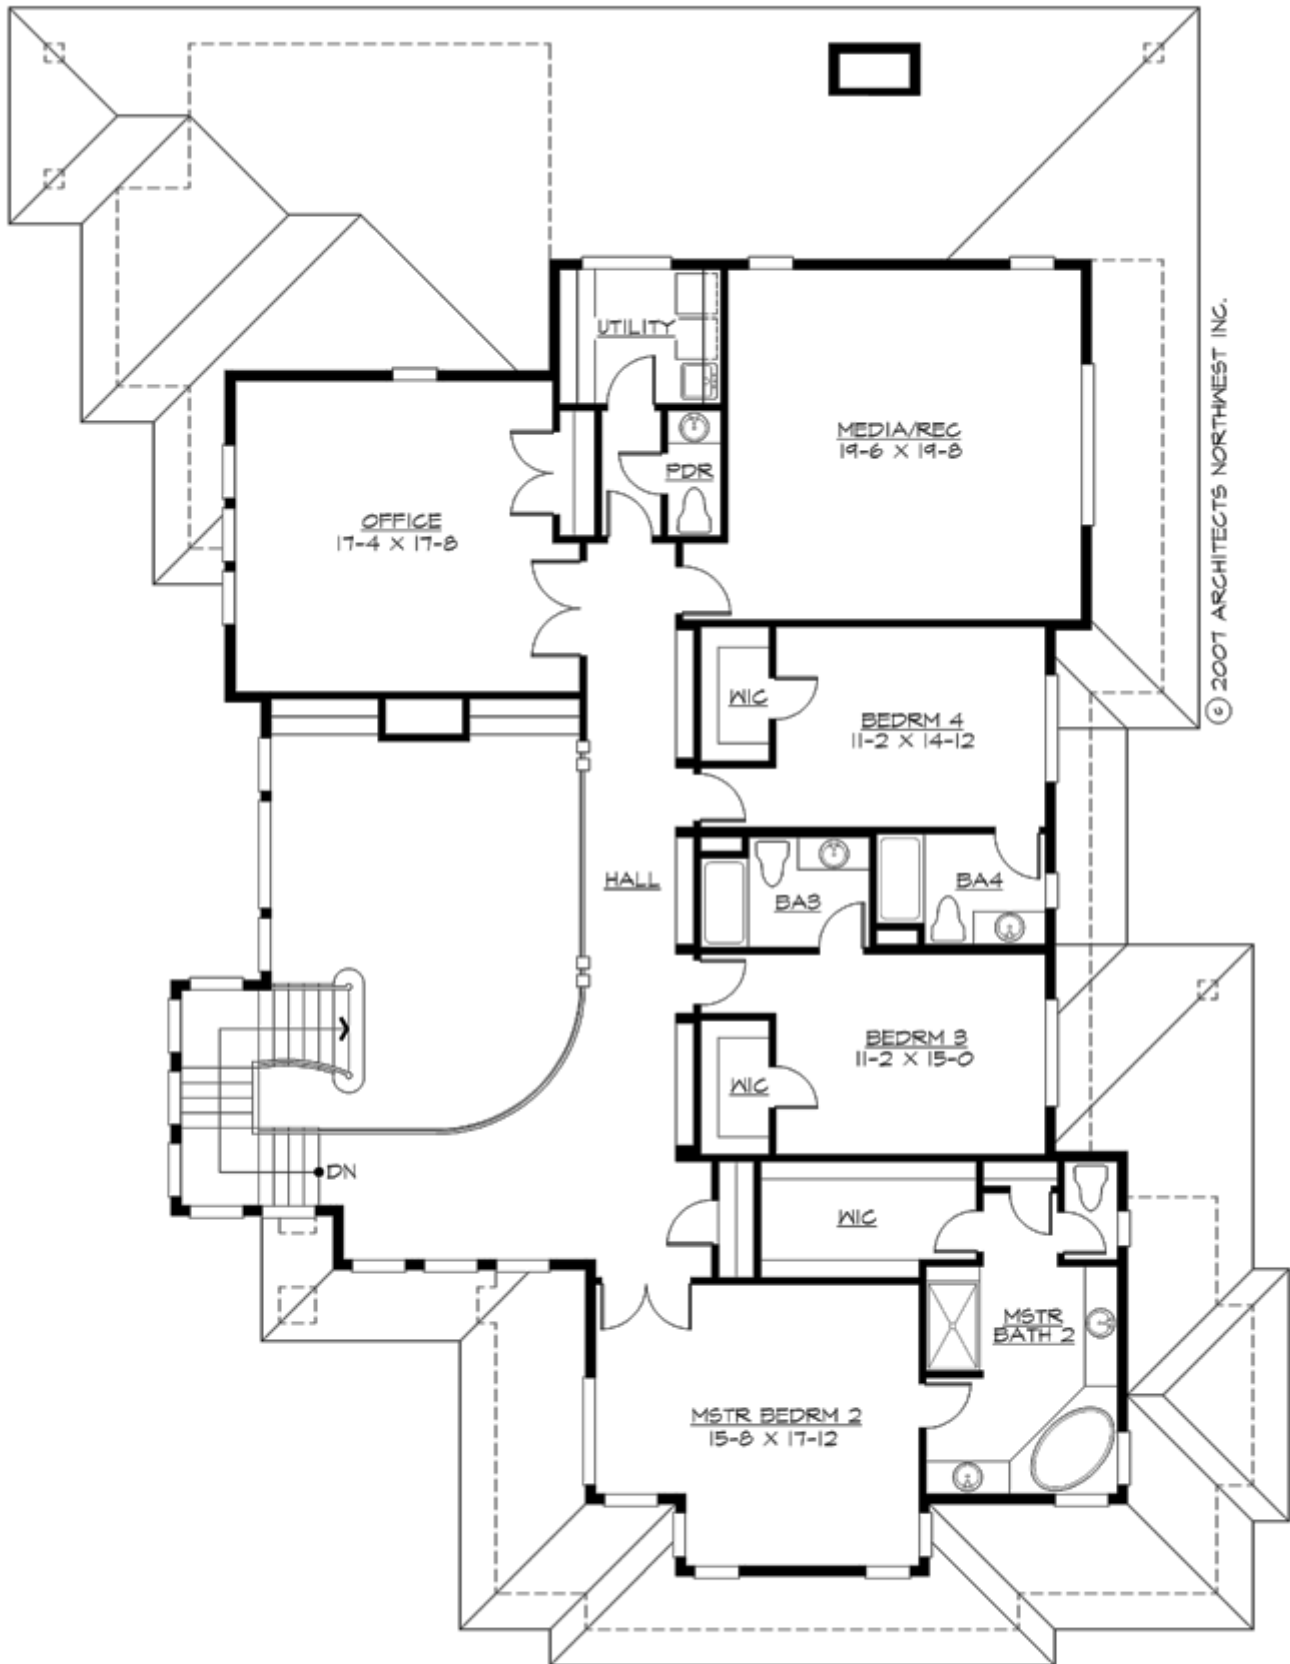 UTILITY
MEDIA/REC
19-6 X 19-8
PDR
OFFICE
17-4 X 17-8
© 2007 ARCHITECTS NORTHWEST INC.
WIC
BEDRM 4
11-2 X 14-12
HALL
BA3
BA4
BEDRM 3
11-2 X 15-0
WIC
DN
WIC
MSTR
BATH 2
MSTR BEDRM 2
15-8 X 17-12